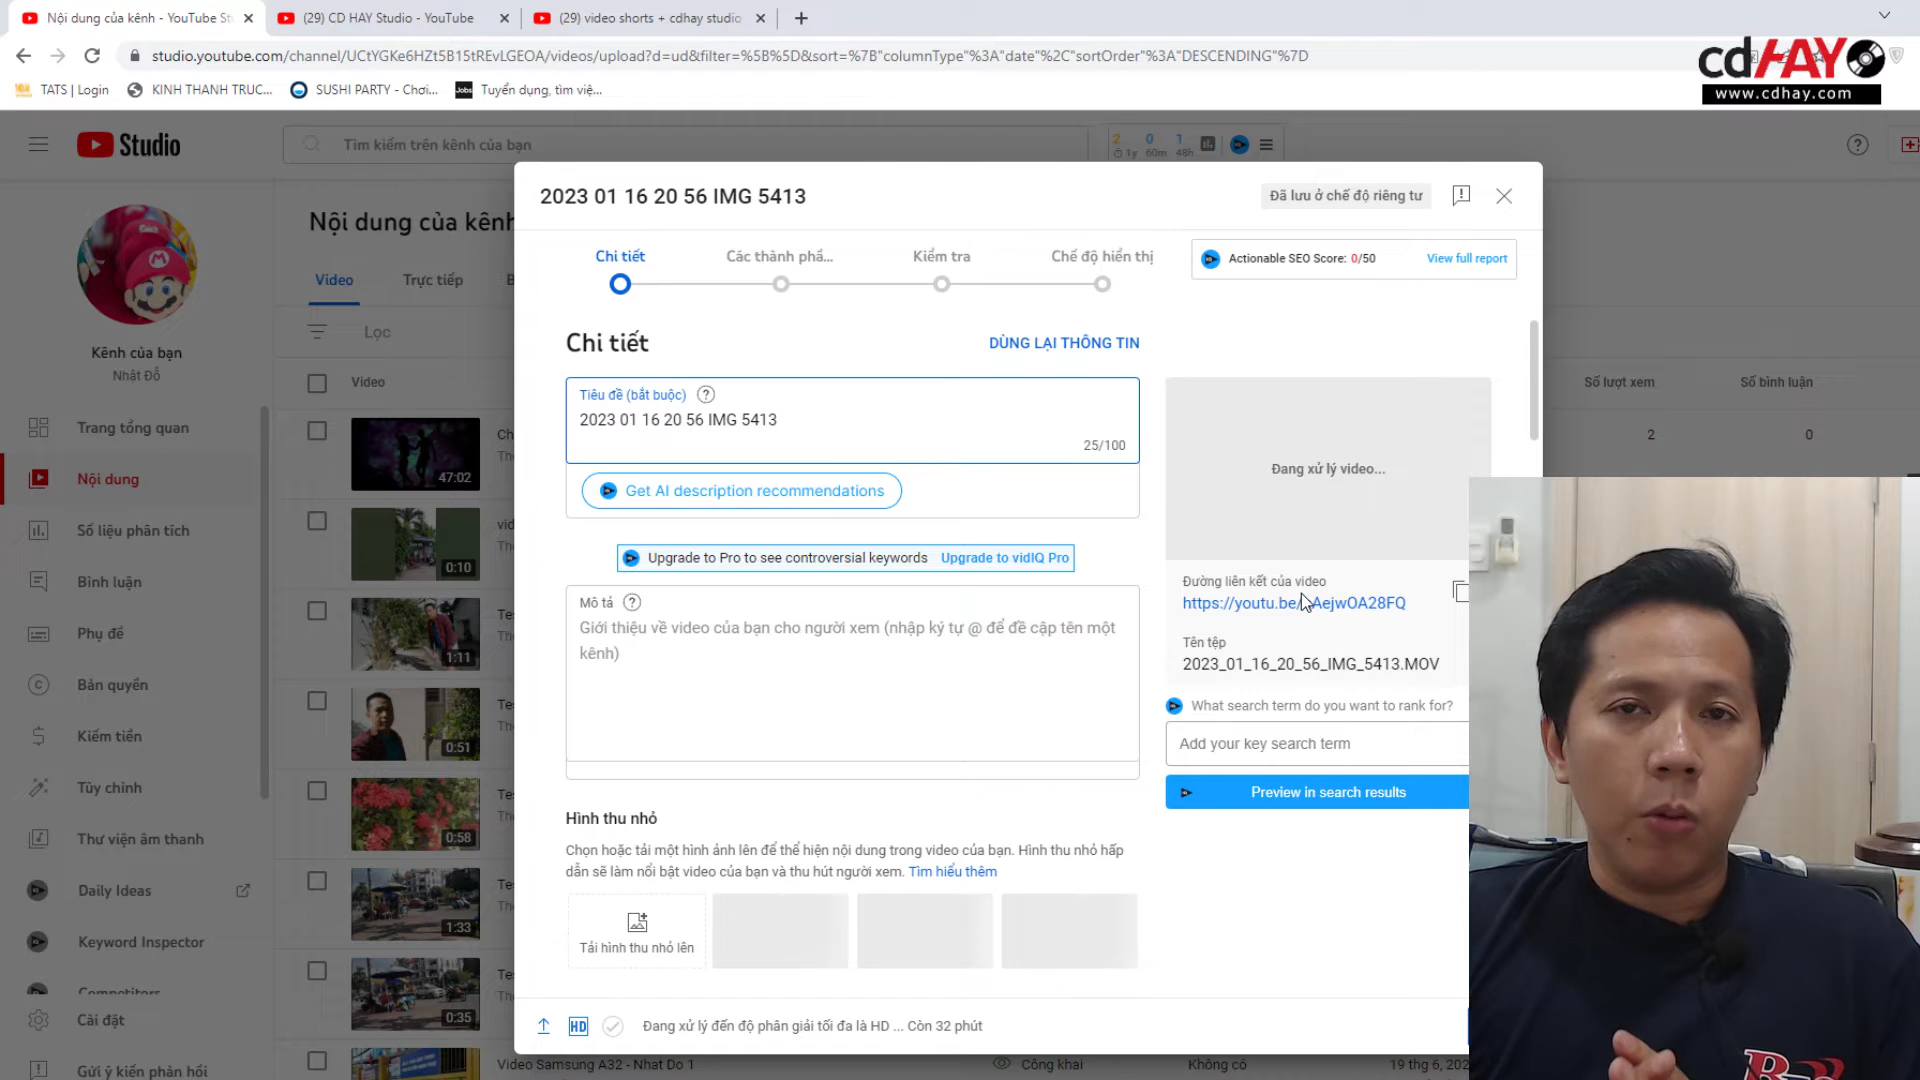 Nội dung của kênh - YouTube St
(29) CD HAY Studio - YouTube
(29) video shorts + cdhay studio
studio.youtube.com/channel/UCtYGKe6HZt5B15tREvLGEOA/videos/upload?d=ud&filter=%5B%5D&sort=%7B"columnType"%3A"date"%2C"sortOrder"%3A"DESCENDING"%7D
cdHAY
www.cdhay.com
TATS | Login
KINH THANH TRUC...
SUSHI PARTY - Chơi...
Jobs
Tuyển dụng, tìm việ...
Studio
Tìm kiếm trên kênh của bạn
2 0 1
1y 60m 48h
2023 01 16 20 56 IMG 5413
Đã lưu ở chế độ riêng tư
Nội dung của kênh
Chi tiết
Các thành phầ...
Kiểm tra
Chế độ hiển thị
Actionable SEO Score: 0/50
View full report
Video
Trực tiếp
Lọc
Chi tiết
DÙNG LẠI THÔNG TIN
Kênh của bạn
Nhật Đỗ
Video
Số lượt xem
Số bình luận
Tiêu đề (bắt buộc)
2023 01 16 20 56 IMG 5413
25/100
2
0
Đang xử lý video...
Get AI description recommendations
Upgrade to Pro to see controversial keywords
Upgrade to vidIQ Pro
Trang tổng quan
Nội dung
Số liệu phân tích
Bình luận
Phụ đề
Bản quyền
Kiếm tiền
Tùy chỉnh
Thư viện âm thanh
Daily Ideas
Keyword Inspector
Competitors
Cài đặt
Gửi ý kiến phản hồi
47:02
0:10
1:11
0:51
0:58
1:33
0:35
Mô tả
Giới thiệu về video của bạn cho người xem (nhập ký tự @ để đề cập tên một
kênh)
Đường liên kết của video
Tên tệp
2023_01_16_20_56_IMG_5413.MOV
What search term do you want to rank for?
Add your key search term
Preview in search results
Hình thu nhỏ
Chọn hoặc tải một hình ảnh lên để thể hiện nội dung trong video của bạn. Hình thu nhỏ hấp
dẫn sẽ làm nổi bật video của bạn và thu hút người xem. Tìm hiểu thêm
Tải hình thu nhỏ lên
HD
Đang xử lý đến độ phân giải tối đa là HD ... Còn 32 phút
Video Samsung A32 - Nhat Do 1
Công khai
Không có
19 thg 6, 202